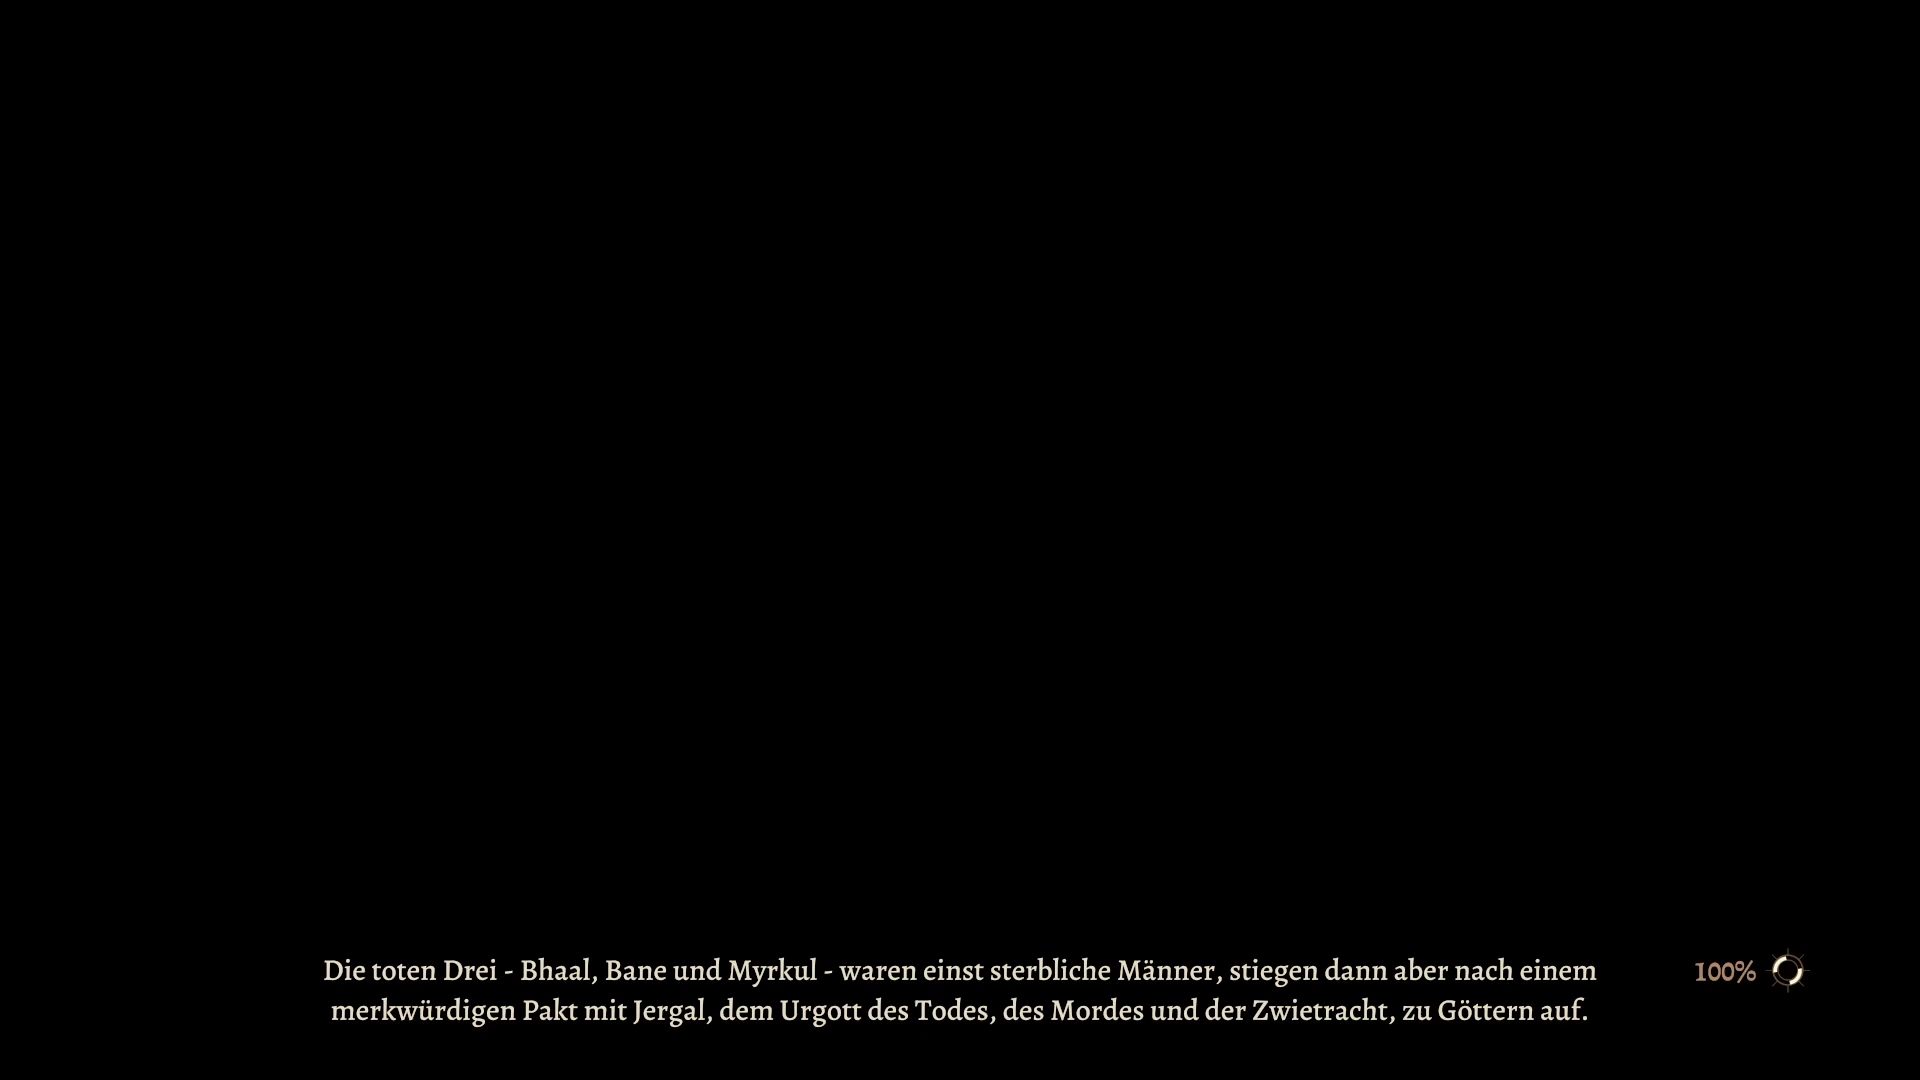 Die toten Drei - Bhaal, Bane und Myrkul - waren einst sterbliche Männer, stiegen dann aber nach einem
merkwürdigen Pakt mit Jergal, dem Urgott des Todes, des Mordes und der Zwietracht, zu Göttern auf.
100%